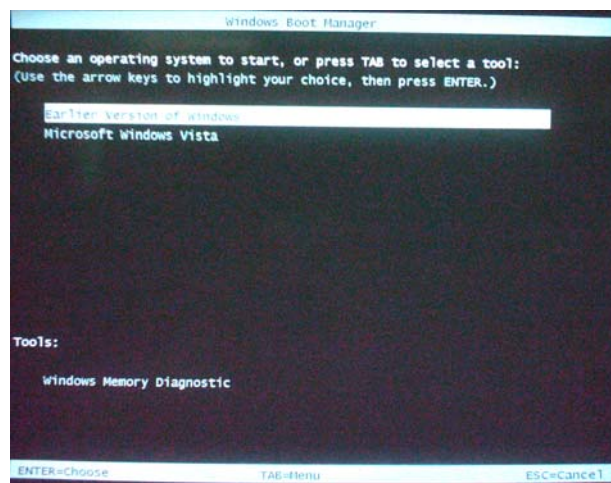 Windows Boot Manager
Choose an operating system to start, or press TAB to select a tool:
(Use the arrow keys to highlight your choice, then press ENTER.)
Earlier Version of Windows
Microsoft Windows Vista
Tools:
Windows Memory Diagnostic
ENTER=Choose TAB=Menu ESC=Cancel